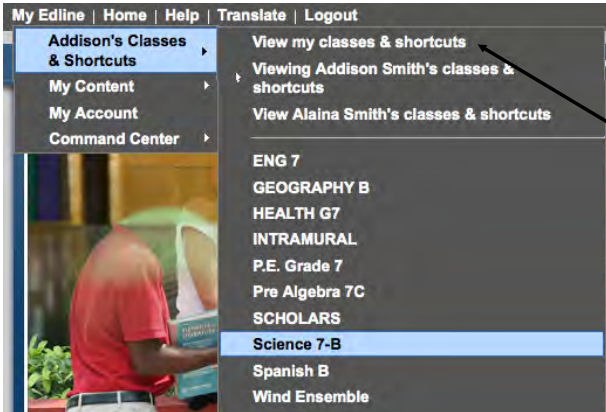 My Edline | Home | Help | Translate | Logout
Addison's Classes
& Shortcuts
My Content
My Account
Command Center
View my classes & shortcuts
Viewing Addison Smith's classes &
shortcuts
View Alaina Smith's classes & shortcuts
ENG 7
GEOGRAPHY B
HEALTH G7
INTRAMURAL
P.E. Grade 7
Pre Algebra 7C
SCHOLARS
Science 7-B
Spanish B
Wind Ensemble